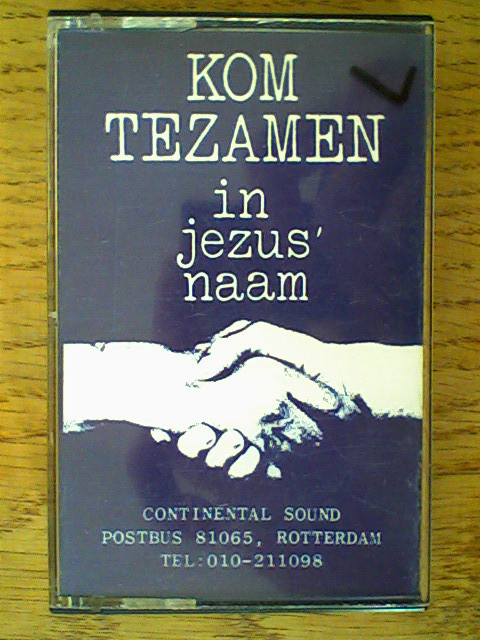 KOM
TEZAMEN
in
jezus'
naam
CONTINENTAL SOUND
POSTBUS 81065, ROTTERDAM
TEL:010-211098